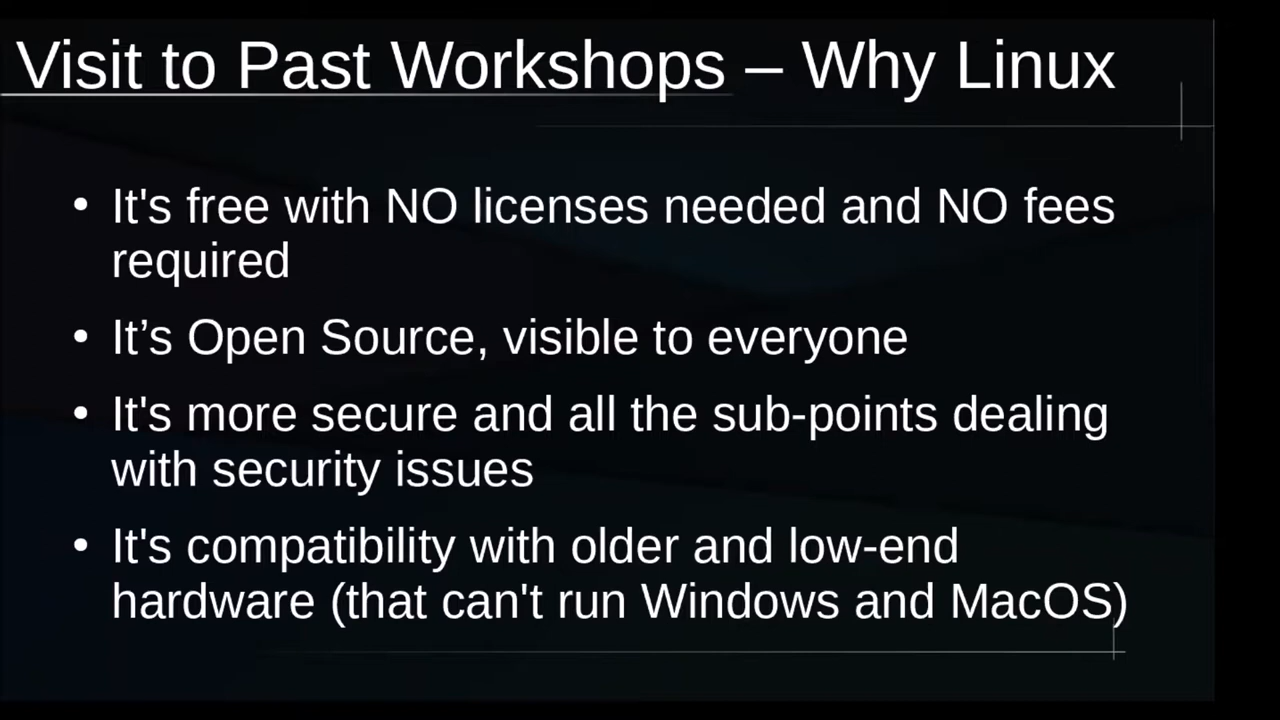 Visit to Past Workshops – Why Linux
• It's free with NO licenses needed and NO fees
required
• It’s Open Source, visible to everyone
• It's more secure and all the sub-points dealing
with security issues
• It's compatibility with older and low-end
hardware (that can't run Windows and MacOS)